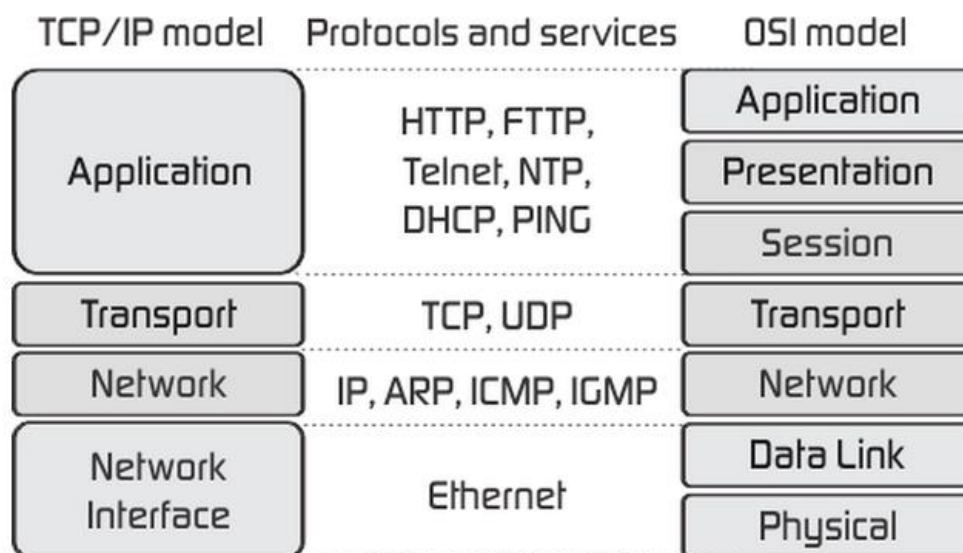 TCP/IP model
Protocols and services
OSI model
Application
HTTP, FTTP,
Telnet, NTP,
DHCP, PING
Application
Presentation
Session
Transport
TCP, UDP
Transport
Network
IP, ARP, ICMP, IGMP
Network
Network
Interface
Ethernet
Data Link
Physical